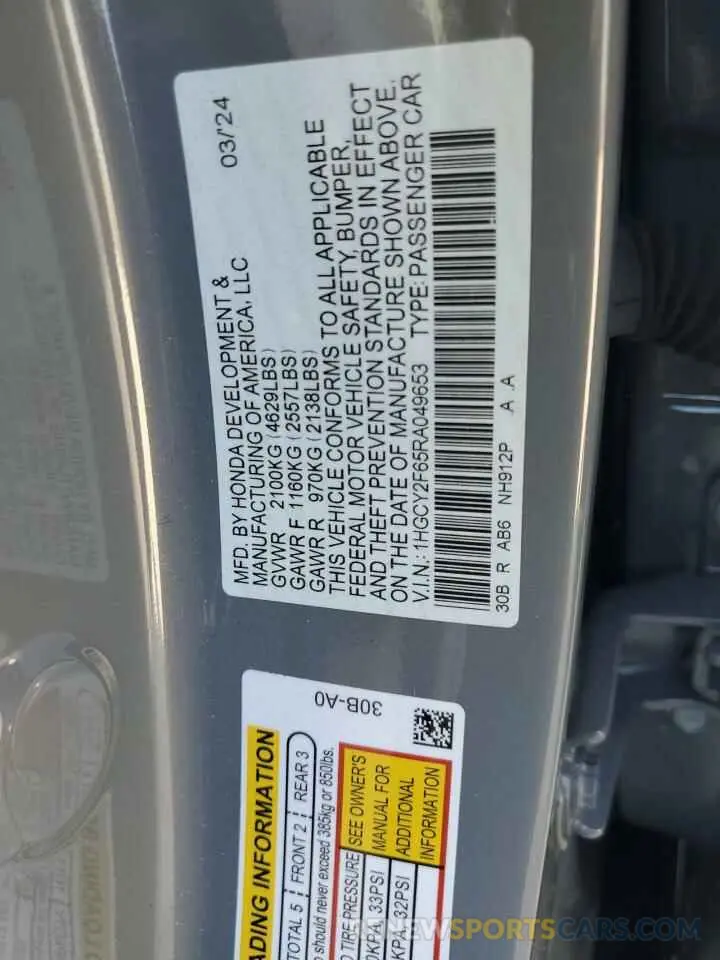 MFD. BY HONDA DEVELOPMENT & 03/'24
MANUFACTURING OF AMERICA, LLC
GVWR 2100KG (4629LBS)
GAWR F 1160KG (2557LBS)
GAWR R 970KG (2138LBS)
THIS VEHICLE CONFORMS TO ALL APPLICABLE
FEDERAL MOTOR VEHICLE SAFETY, BUMPER,
AND THEFT PREVENTION STANDARDS IN EFFECT
ON THE DATE OF MANUFACTURE SHOWN ABOVE.
V.I.N.:1HGCY2F65RA049653 TYPE:PASSENGER CAR
30B R AB6 NH912P A A
30B-A0
ADING INFORMATION
TOTAL 5 FRONT 2 REAR 3
should never exceed 385kg or 850lbs.
TIRE PRESSURE SEE OWNER'S
MANUAL FOR
ADDITIONAL
INFORMATION
KPA, 33PSI
KPA, 32PSI
RENEWSPORTSCARS.COM